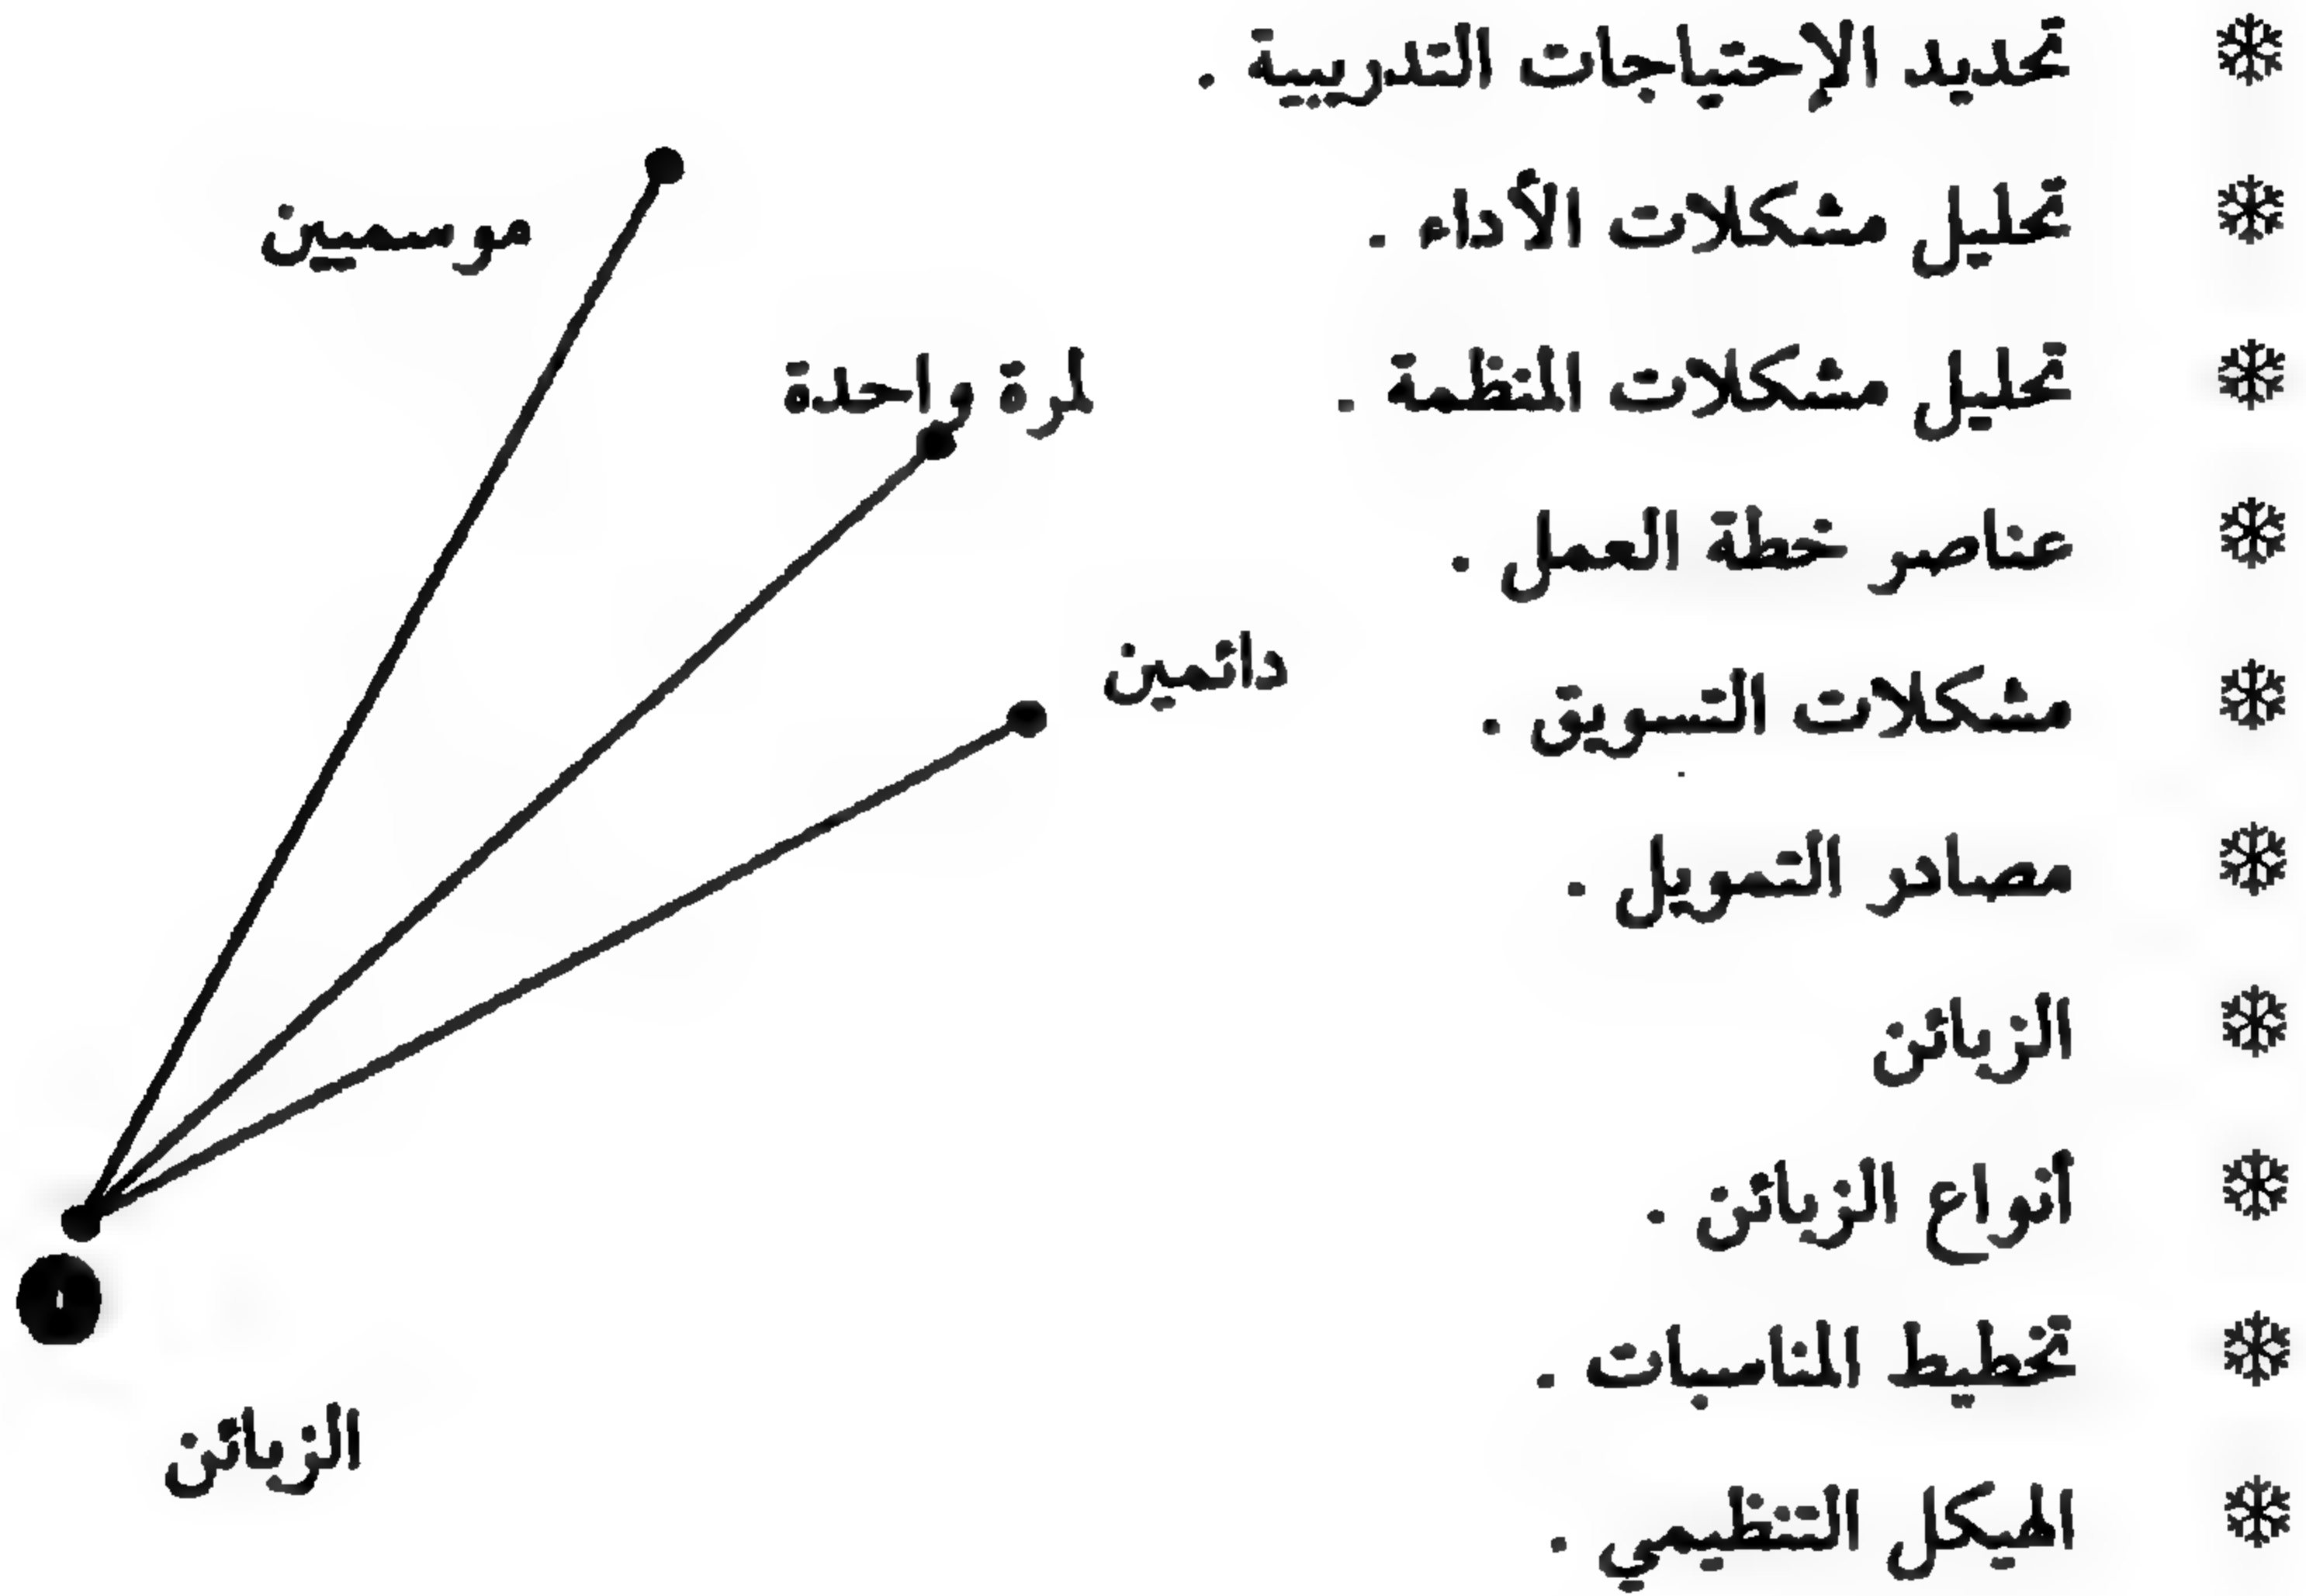 ❄ تحديد الإحتياجات التدريبية .
❄ تحليل مشكلات الأداء .
❄ تحليل مشكلات المنظمة .
❄ عناصر خطة العمل .
❄ مشكلات التسويق .
❄ مصادر التمويل .
❄ الزبائن
❄ أنواع الزبائن .
❄ تخطيط المناسبات .
❄ الهيكل التنظيمي .
موسميين
لمرة واحدة
دائمين
الزبائن